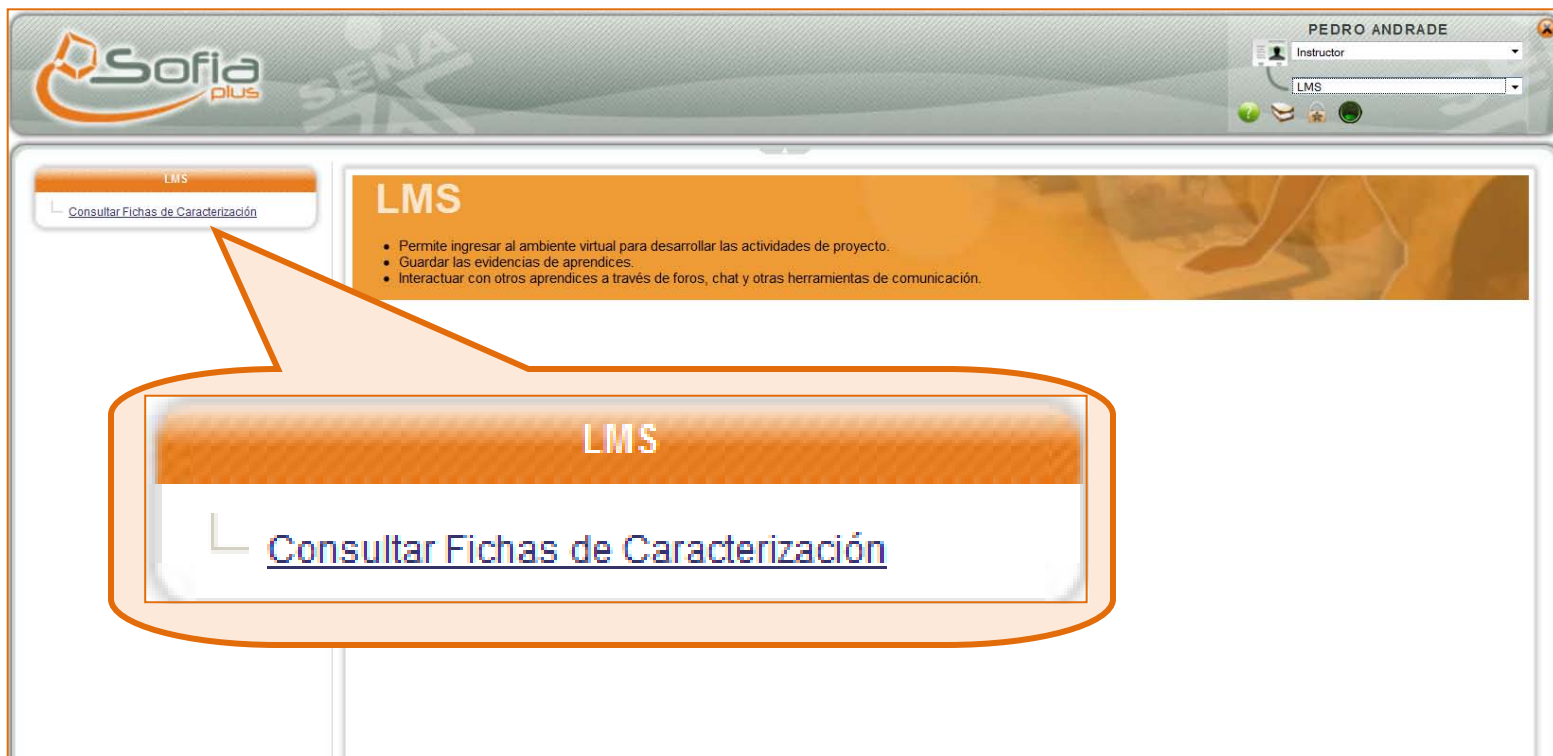 Sofia
plus
SENA
PEDRO ANDRADE
Instructor
LMS
LMS
Consultar Fichas de Caracterización
LMS
Permite ingresar al ambiente virtual para desarrollar las actividades de proyecto.
Guardar las evidencias de aprendices.
Interactuar con otros aprendices a través de foros, chat y otras herramientas de comunicación.
LMS
Consultar Fichas de Caracterización